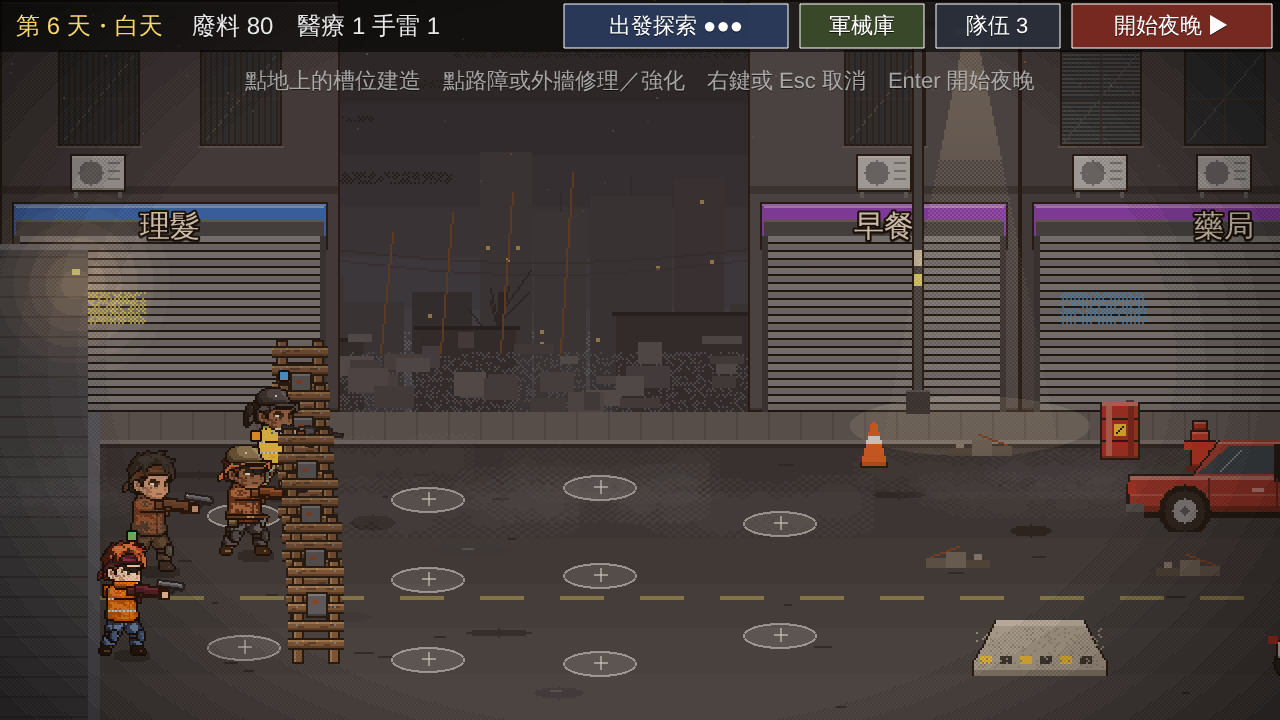 第 6 天・白天 廢料 80 醫療 1 手雷 1 出發探索 ●●● 軍械庫 隊伍 3 開始夜晚 ▶
點地上的槽位建造 點路障或外牆修理／強化 右鍵或 Esc 取消 Enter 開始夜晚
理髮 早餐 藥局